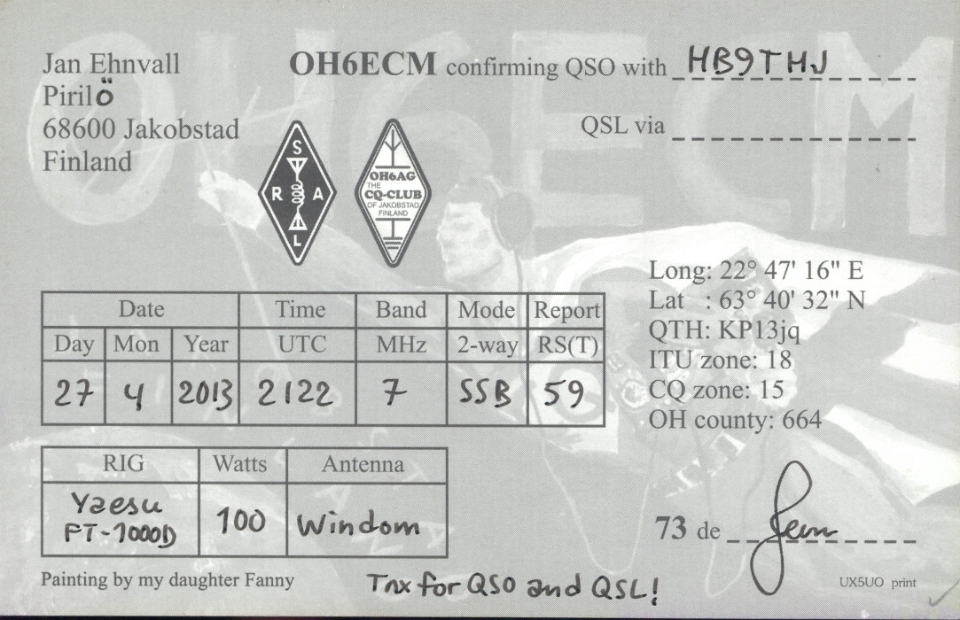 OH6ECM
Jan Ehnvall
Pirilö
68600 Jakobstad
Finland
OH6ECM confirming QSO with HB9THJ
QSL via
S
R A
L
OH6AG
THE
CQ-CLUB
OF JAKOBSTAD
FINLAND
Long: 22° 47' 16" E
Lat : 63° 40' 32" N
QTH: KP13jq
ITU zone: 18
CQ zone: 15
OH county: 664
Date Time Band Mode Report
Day Mon Year UTC MHz 2-way RS(T)
27 4 2013 2122 7 SSB 59
RIG Watts Antenna
Yaesu
FT-1000D 100 Windom
73 de Jan
Painting by my daughter Fanny
Tnx for QSO and QSL!
UX5UO print